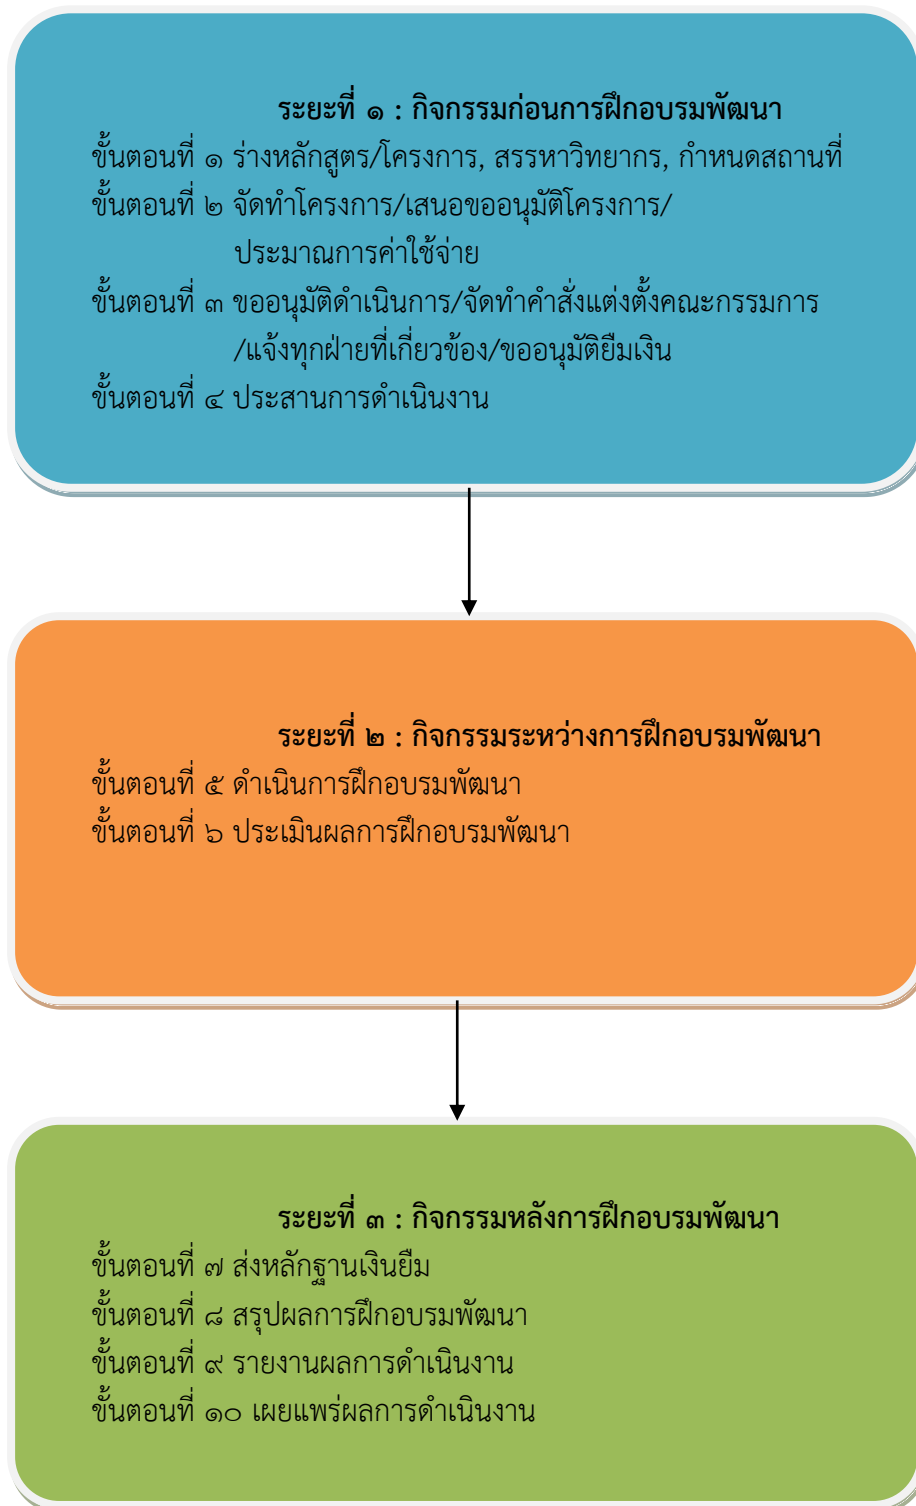 ระยะที่ ๑ : กิจกรรมก่อนการฝึกอบรมพัฒนา
ขั้นตอนที่ ๑ ร่างหลักสูตร/โครงการ, สรรหาวิทยากร, กำหนดสถานที่
ขั้นตอนที่ ๒ จัดทำโครงการ/เสนอขออนุมัติโครงการ/
ประมาณการค่าใช้จ่าย
ขั้นตอนที่ ๓ ขออนุมัติดำเนินการ/จัดทำคำสั่งแต่งตั้งคณะกรรมการ
/แจ้งทุกฝ่ายที่เกี่ยวข้อง/ขออนุมัติยืมเงิน
ขั้นตอนที่ ๔ ประสานการดำเนินงาน
ระยะที่ ๒ : กิจกรรมระหว่างการฝึกอบรมพัฒนา
ขั้นตอนที่ ๕ ดำเนินการฝึกอบรมพัฒนา
ขั้นตอนที่ ๖ ประเมินผลการฝึกอบรมพัฒนา
ระยะที่ ๓ : กิจกรรมหลังการฝึกอบรมพัฒนา
ขั้นตอนที่ ๗ ส่งหลักฐานเงินยืม
ขั้นตอนที่ ๘ สรุปผลการฝึกอบรมพัฒนา
ขั้นตอนที่ ๙ รายงานผลการดำเนินงาน
ขั้นตอนที่ ๑๐ เผยแพร่ผลการดำเนินงาน